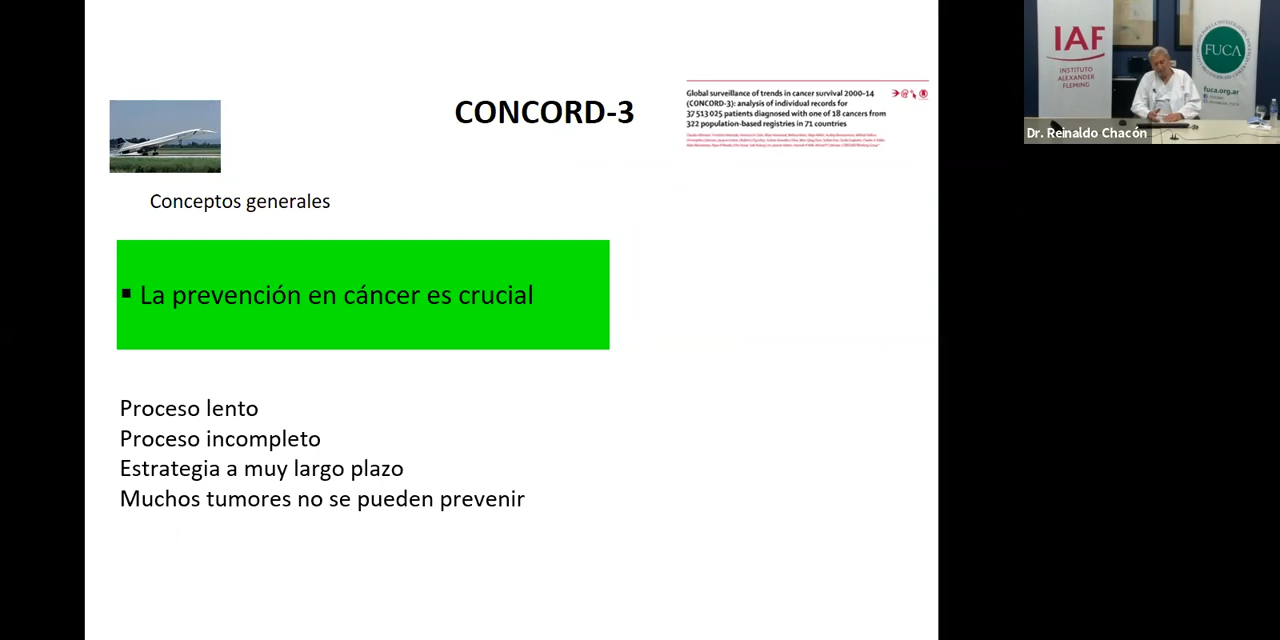 CONCORD-3
Global surveillance of trends in cancer survival 2000–14
(CONCORD-3): analysis of individual records for
37 513 025 patients diagnosed with one of 18 cancers from
322 population-based registries in 71 countries
Conceptos generales
▪ La prevención en cáncer es crucial
Proceso lento
Proceso incompleto
Estrategia a muy largo plazo
Muchos tumores no se pueden prevenir
IAF
INSTITUTO
ALEXANDER
FLEMING
FUCA
fuca.org.ar
Dr. Reinaldo Chacón